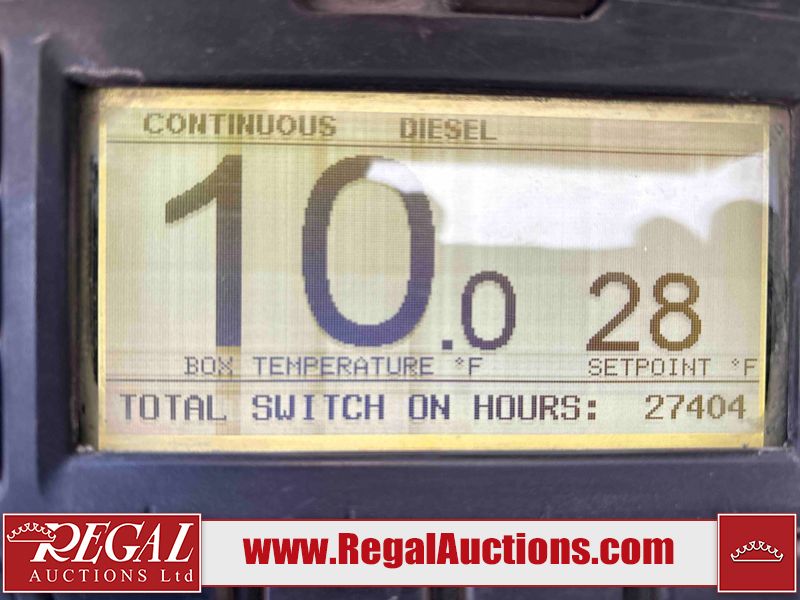 CONTINUOUS DIESEL
10.0 28
BOX TEMPERATURE °F SETPOINT °F
TOTAL SWITCH ON HOURS: 27404
REGAL
AUCTIONS Ltd
www.RegalAuctions.com